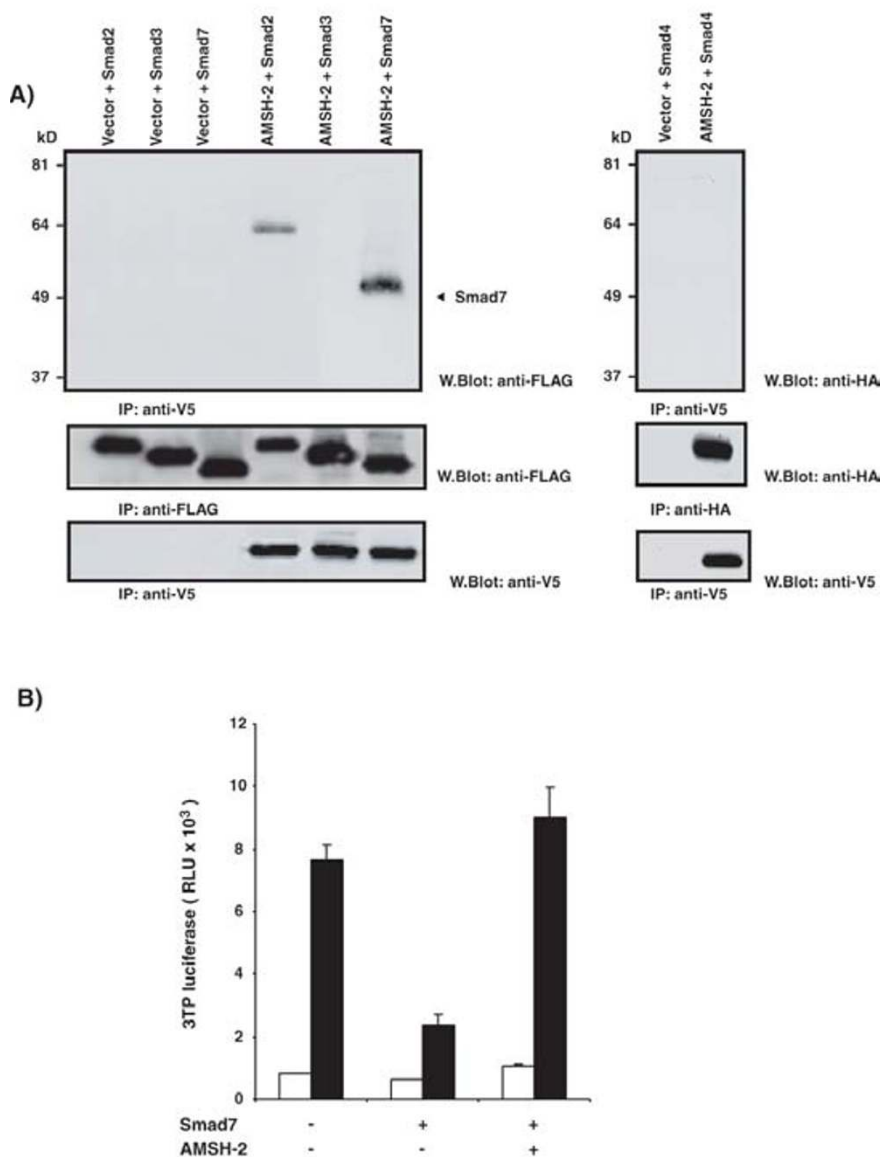 A)
kD
Vector + Smad2
Vector + Smad3
Vector + Smad7
AMSH-2 + Smad2
AMSH-2 + Smad3
AMSH-2 + Smad7
81
64
49
37
Smad7
W.Blot: anti-FLAG
IP: anti-V5
W.Blot: anti-FLAG
IP: anti-FLAG
W.Blot: anti-V5
IP: anti-V5
kD
Vector + Smad4
AMSH-2 + Smad4
81
64
49
37
W.Blot: anti-HA
IP: anti-V5
W.Blot: anti-HA
IP: anti-HA
W.Blot: anti-V5
IP: anti-V5
B)
3TP luciferase ( RLU x 10³ )
12
10
8
6
4
2
0
Smad7 - + +
AMSH-2 - - +